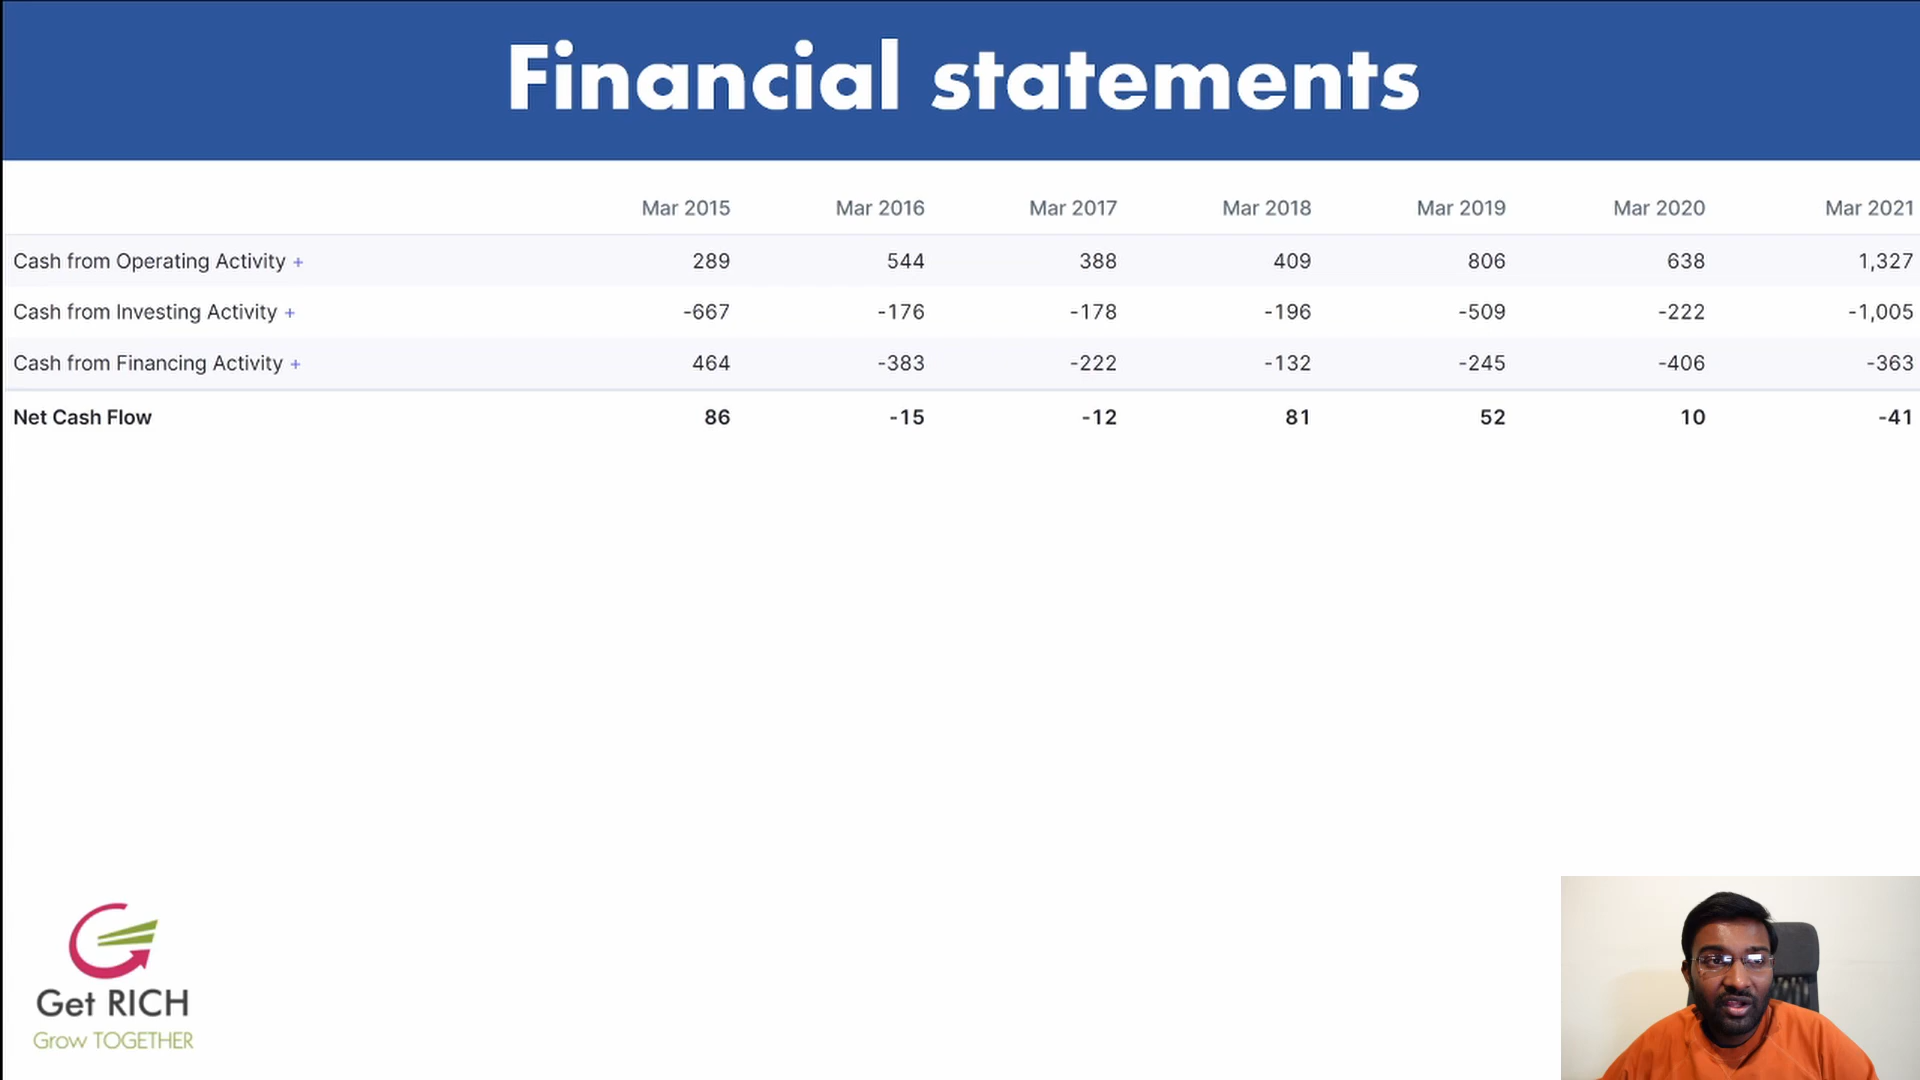 Financial statements
Mar 2015 Mar 2016 Mar 2017 Mar 2018 Mar 2019 Mar 2020 Mar 2021
Cash from Operating Activity + 289 544 388 409 806 638 1,327
Cash from Investing Activity + -667 -176 -178 -196 -509 -222 -1,005
Cash from Financing Activity + 464 -383 -222 -132 -245 -406 -363
Net Cash Flow 86 -15 -12 81 52 10 -41
Get RICH
Grow TOGETHER